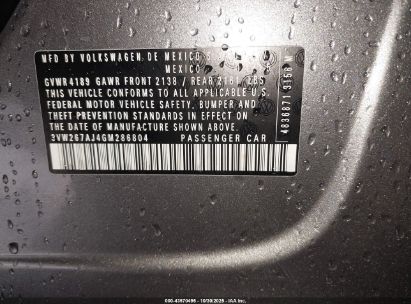 MFD BY VOLKSWAGEN DE MEXICO
MEXICO
GVWR 4189 GAWR FRONT 2138 / REAR 2161 LBS
THIS VEHICLE CONFORMS TO ALL APPLICABLE U.S.
FEDERAL MOTOR VEHICLE SAFETY, BUMPER AND
THEFT PREVENTION STANDARDS IN EFFECT ON
THE DATE OF MANUFACTURE SHOWN ABOVE
3VW267AJ4GM286804 PASSENGER CAR
4836871